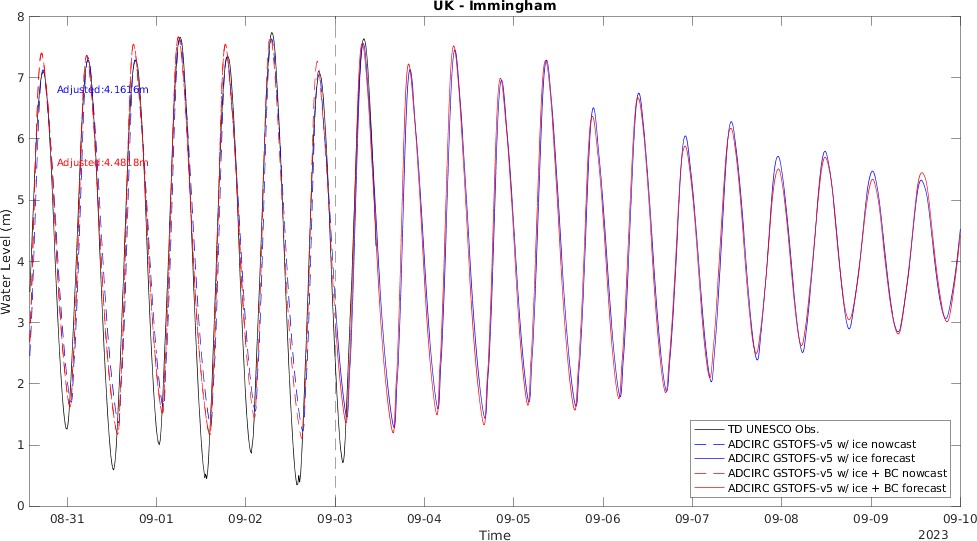 UK - Immingham
8
7
6
5
4
3
2
1
0
Water Level (m)
Adjusted:4.1616m
Adjusted:4.4818m
TD UNESCO Obs.
ADCIRC GSTOFS-v5 w/ ice nowcast
ADCIRC GSTOFS-v5 w/ ice forecast
ADCIRC GSTOFS-v5 w/ ice + BC nowcast
ADCIRC GSTOFS-v5 w/ ice + BC forecast
08-31 09-01 09-02 09-03 09-04 09-05 09-06 09-07 09-08 09-09 09-10
Time
2023